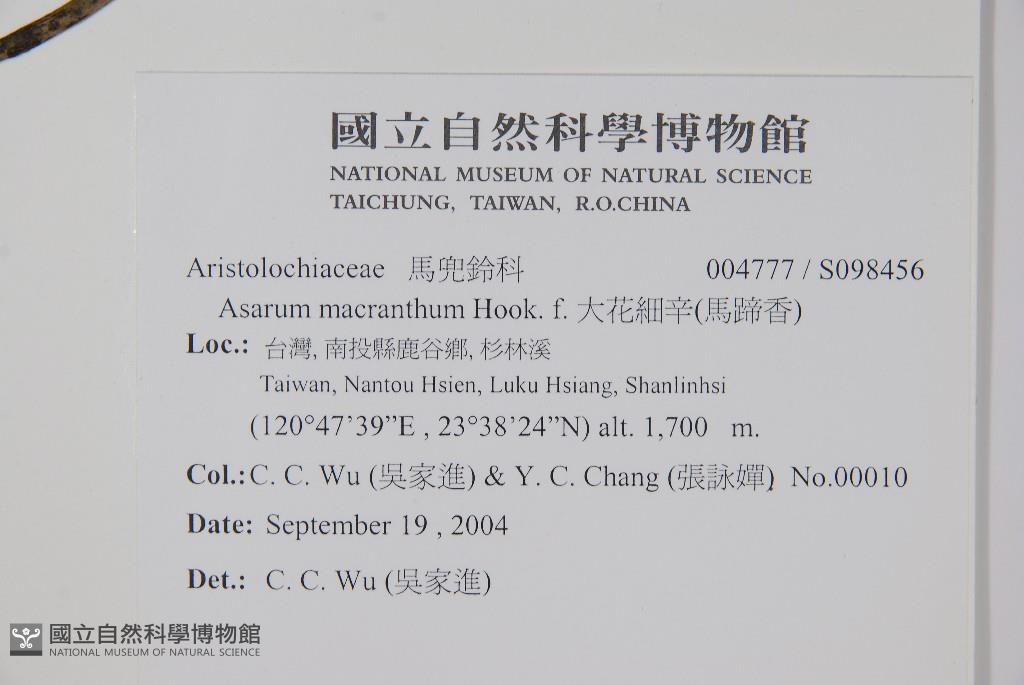 國立自然科學博物館
NATIONAL MUSEUM OF NATURAL SCIENCE
TAICHUNG, TAIWAN, R.O.CHINA
Aristolochiaceae 馬兜鈴科 004777 / S098456
Asarum macranthum Hook. f. 大花細辛(馬蹄香)
Loc.: 台灣, 南投縣鹿谷鄉, 杉林溪
Taiwan, Nantou Hsien, Luku Hsiang, Shanlinhsi
(120°47’39”E , 23°38’24”N) alt. 1,700 m.
Col.: C. C. Wu (吳家進) & Y. C. Chang (張詠嬋) No.00010
Date: September 19 , 2004
Det.: C. C. Wu (吳家進)
國立自然科學博物館
NATIONAL MUSEUM OF NATURAL SCIENCE